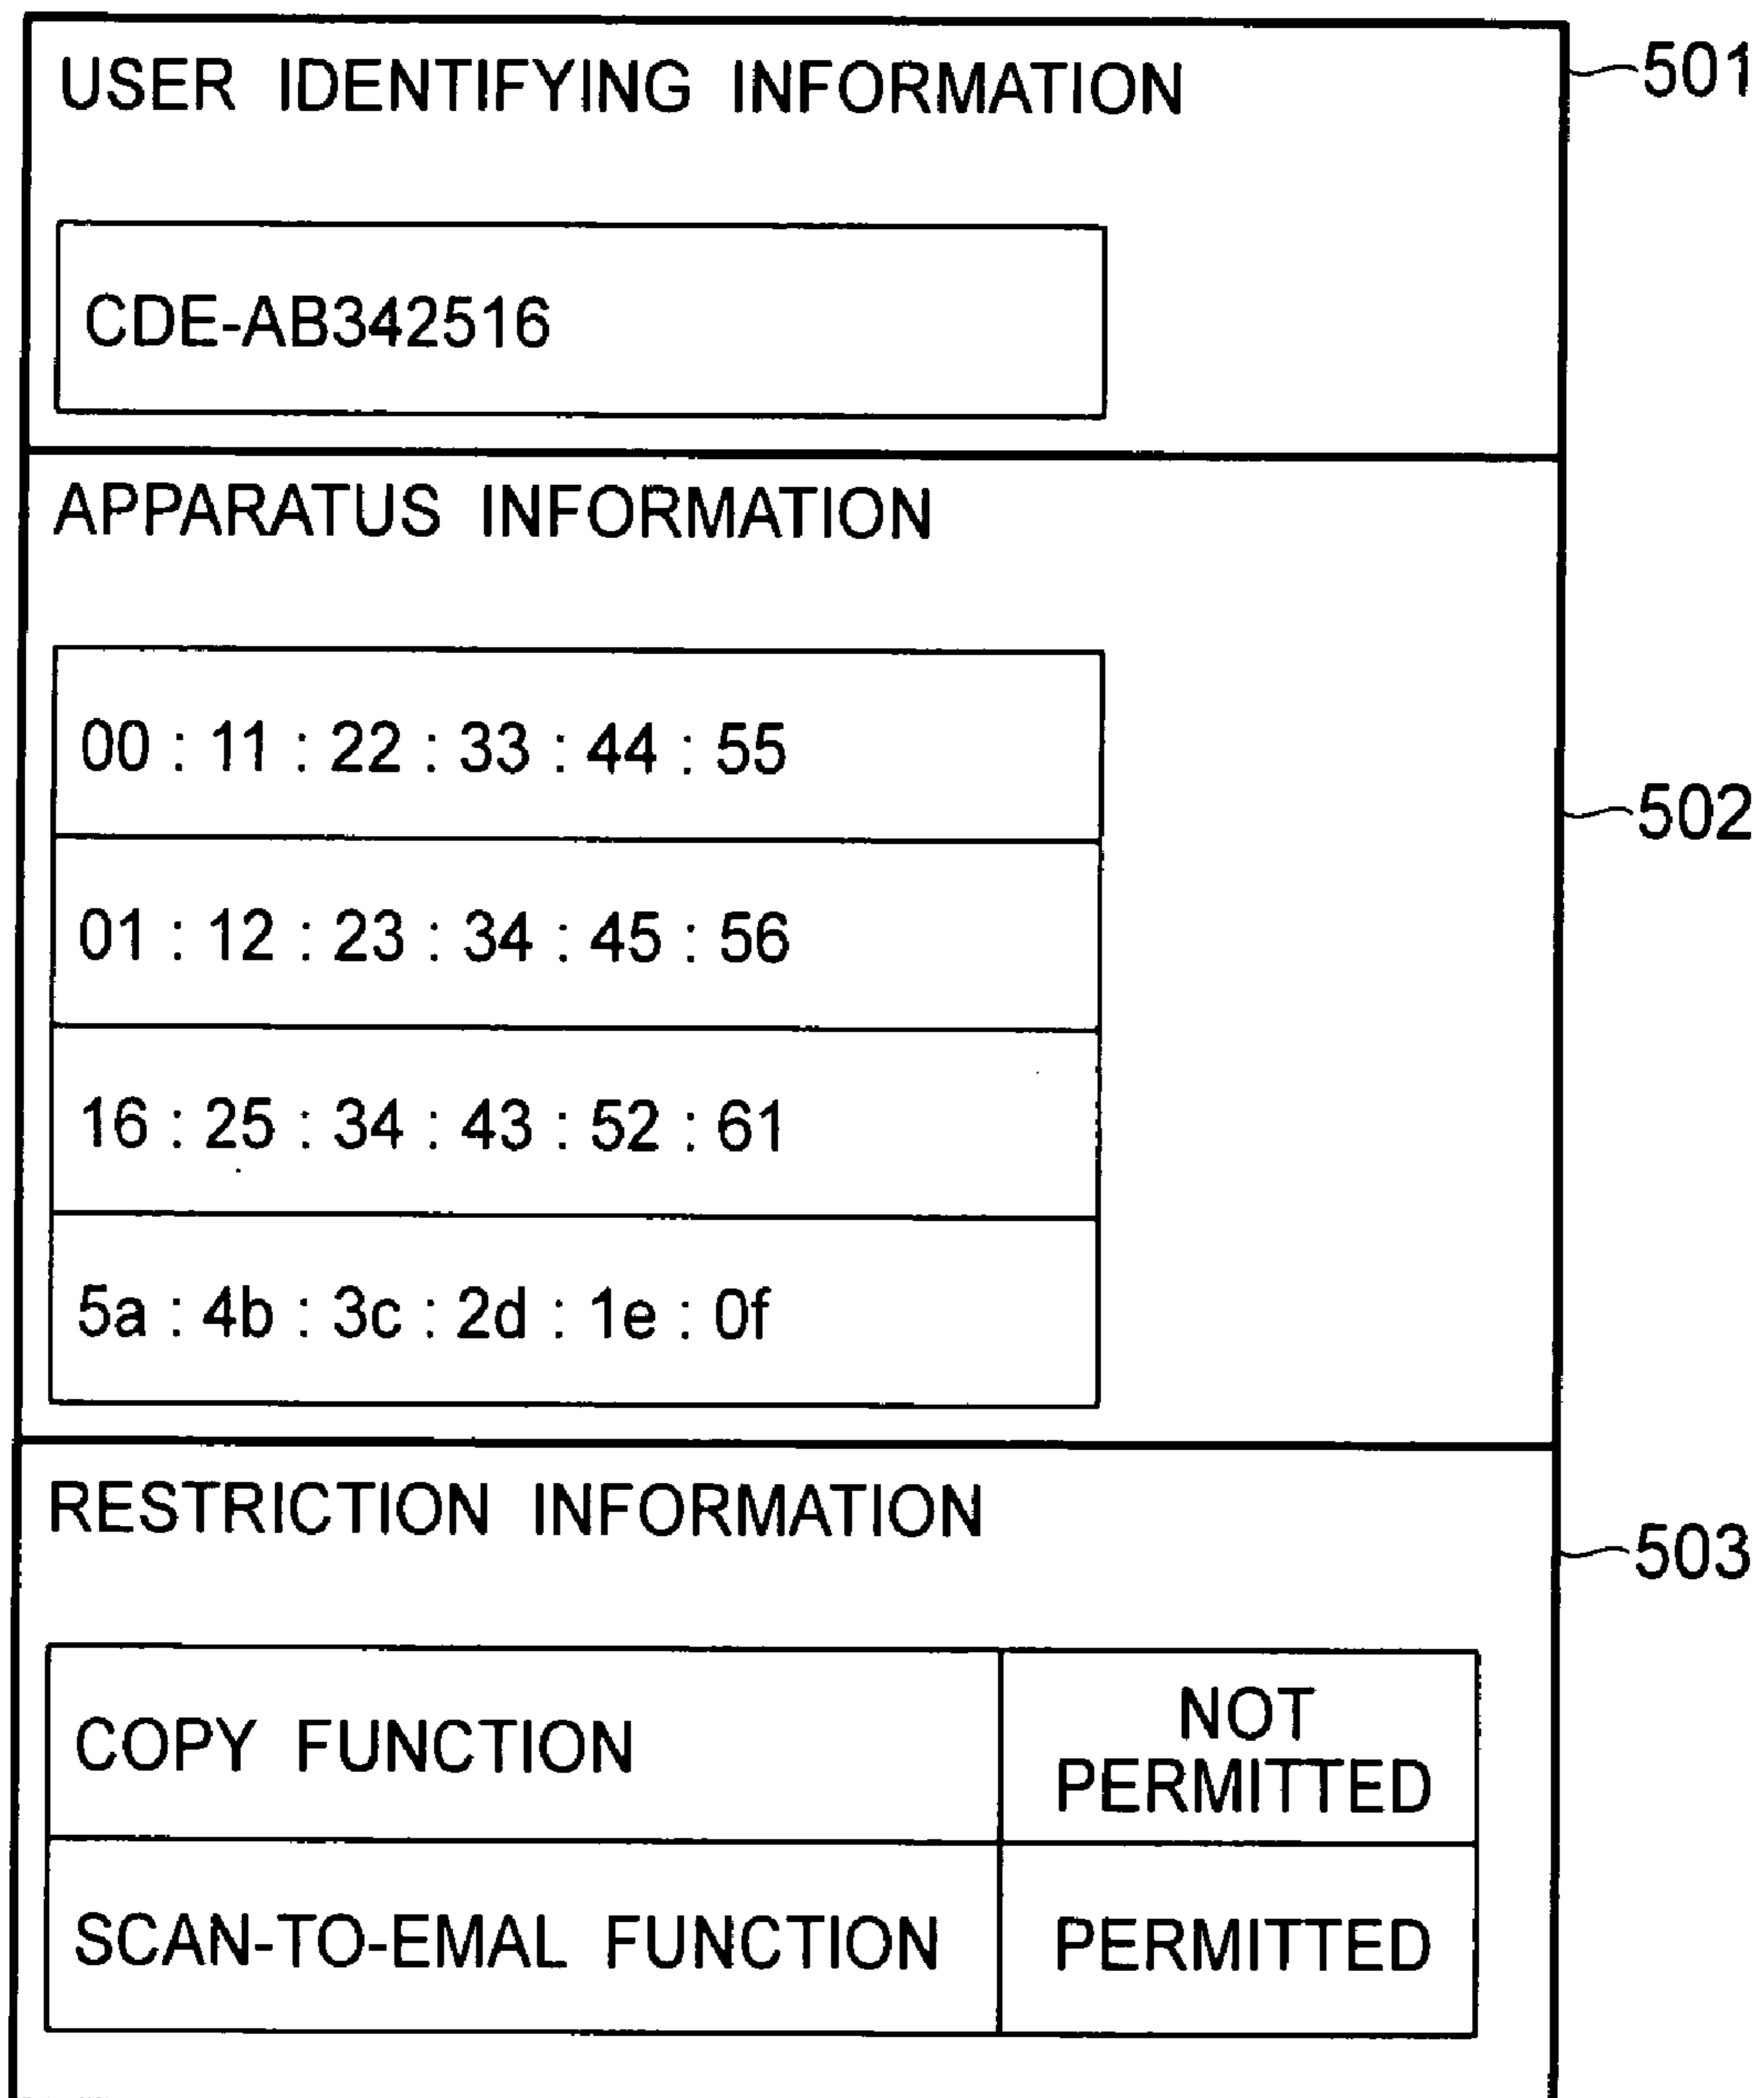 USER IDENTIFYING INFORMATION
501
CDE-AB342516
APPARATUS INFORMATION
00 : 11 : 22 : 33 : 44 : 55
502
01 : 12 : 23 : 34 : 45 : 56
16 : 25 : 34 : 43 : 52 : 61
5a : 4b : 3c : 2d : 1e : 0f
RESTRICTION INFORMATION
503
COPY FUNCTION
NOT
PERMITTED
SCAN-TO-EMAL FUNCTION
PERMITTED